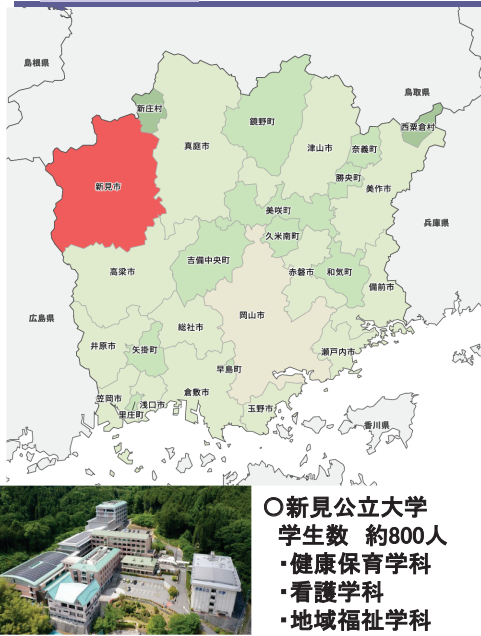 島根県
鳥取県
新庄村
鏡野町
西粟倉村
真庭市
津山市
奈義町
勝央町
新見市
美作市
美咲町
兵庫県
久米南町
吉備中央町
高梁市
赤磐市
和気町
備前市
広島県
岡山市
総社市
井原市
矢掛町
瀬戸内市
早島町
笠岡市
倉敷市
浅口市
玉野市
里庄町
香川県
〇新見公立大学
学生数 約800人
・健康保育学科
・看護学科
・地域福祉学科